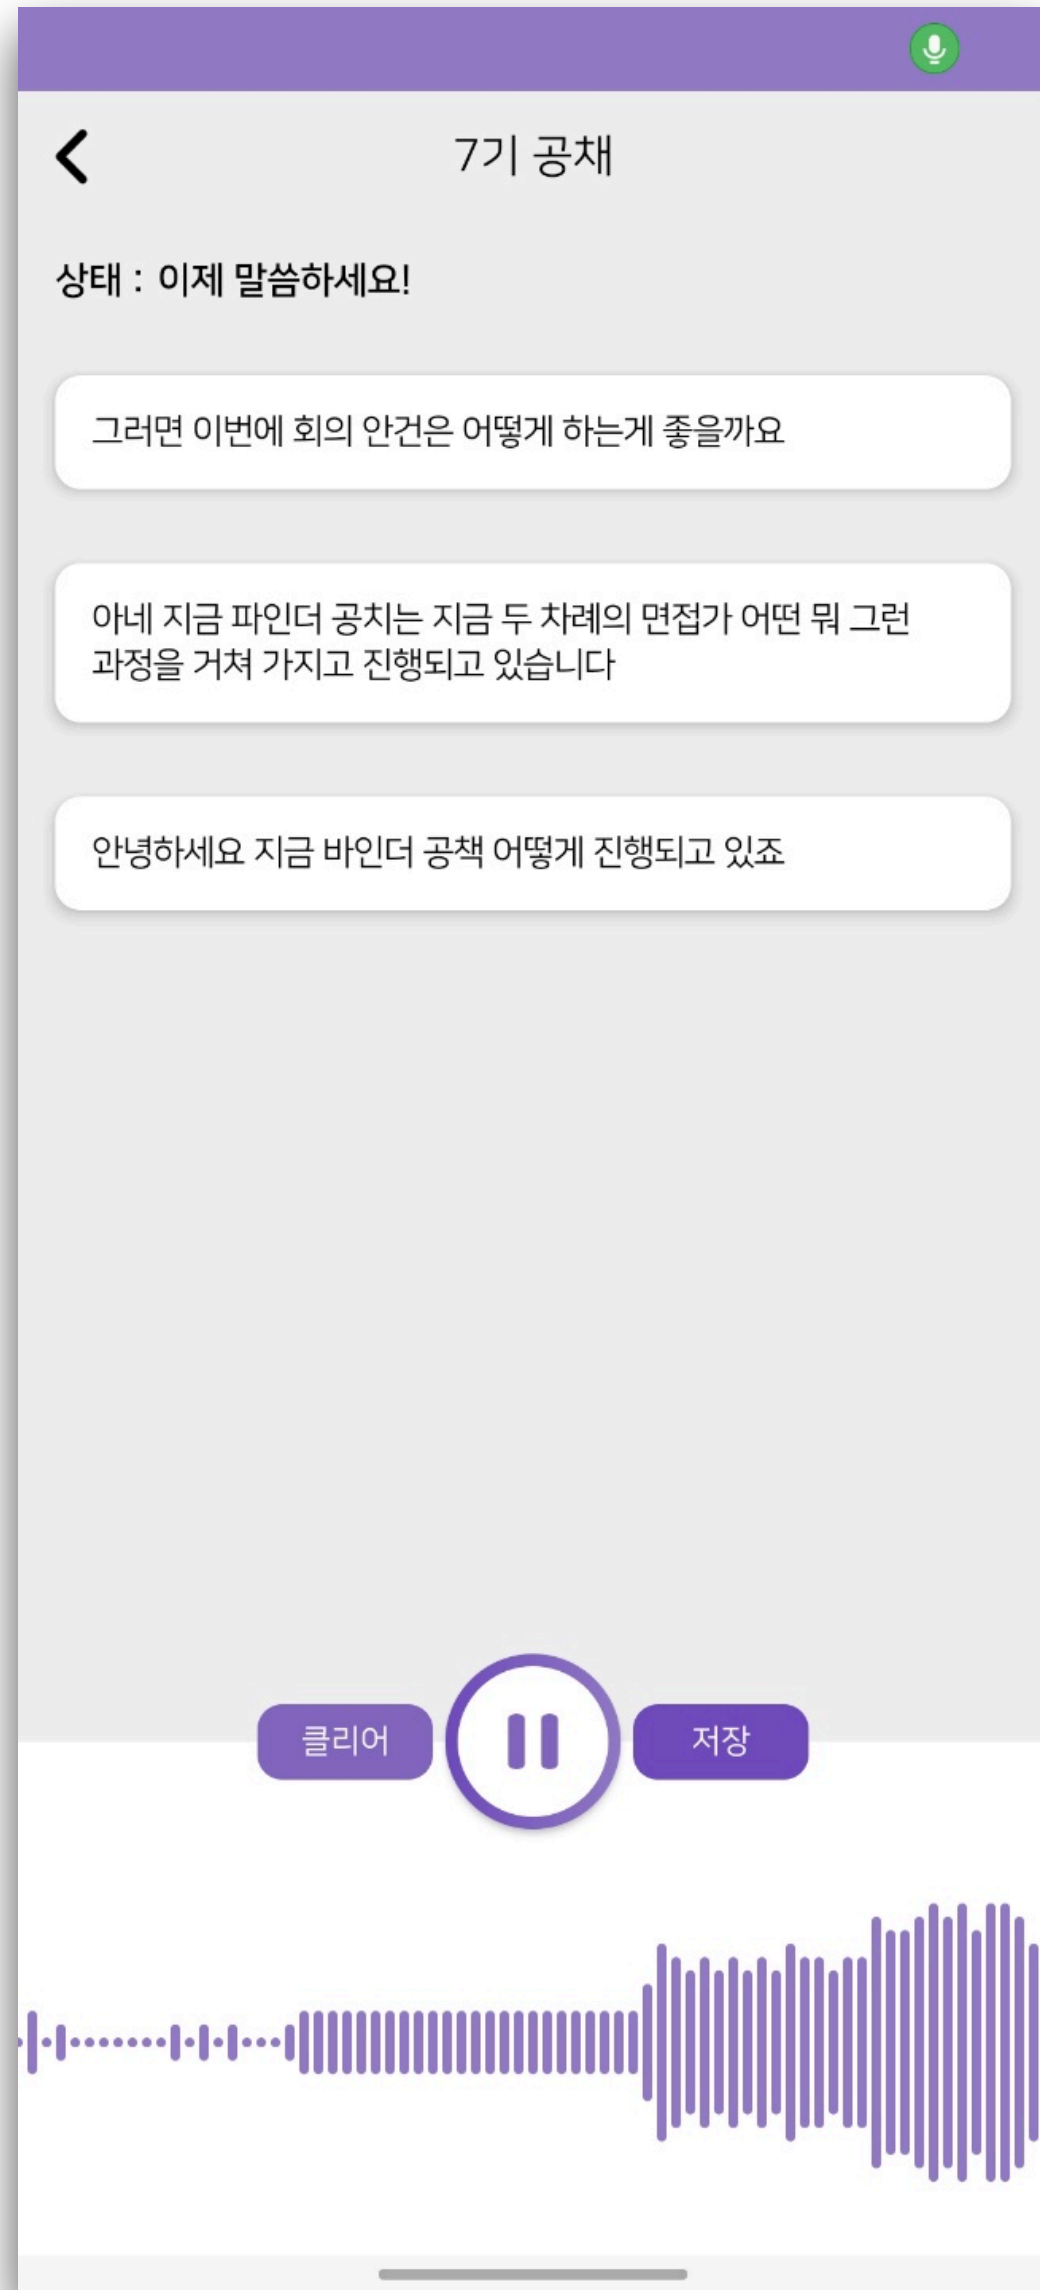 7기 공채
상태 : 이제 말씀하세요!
그러면 이번에 회의 안건은 어떻게 하는게 좋을까요
아네 지금 파인더 공치는 지금 두 차례의 면접가 어떤 뭐 그런
과정을 거쳐 가지고 진행되고 있습니다
안녕하세요 지금 바인더 공책 어떻게 진행되고 있죠
클리어
저장